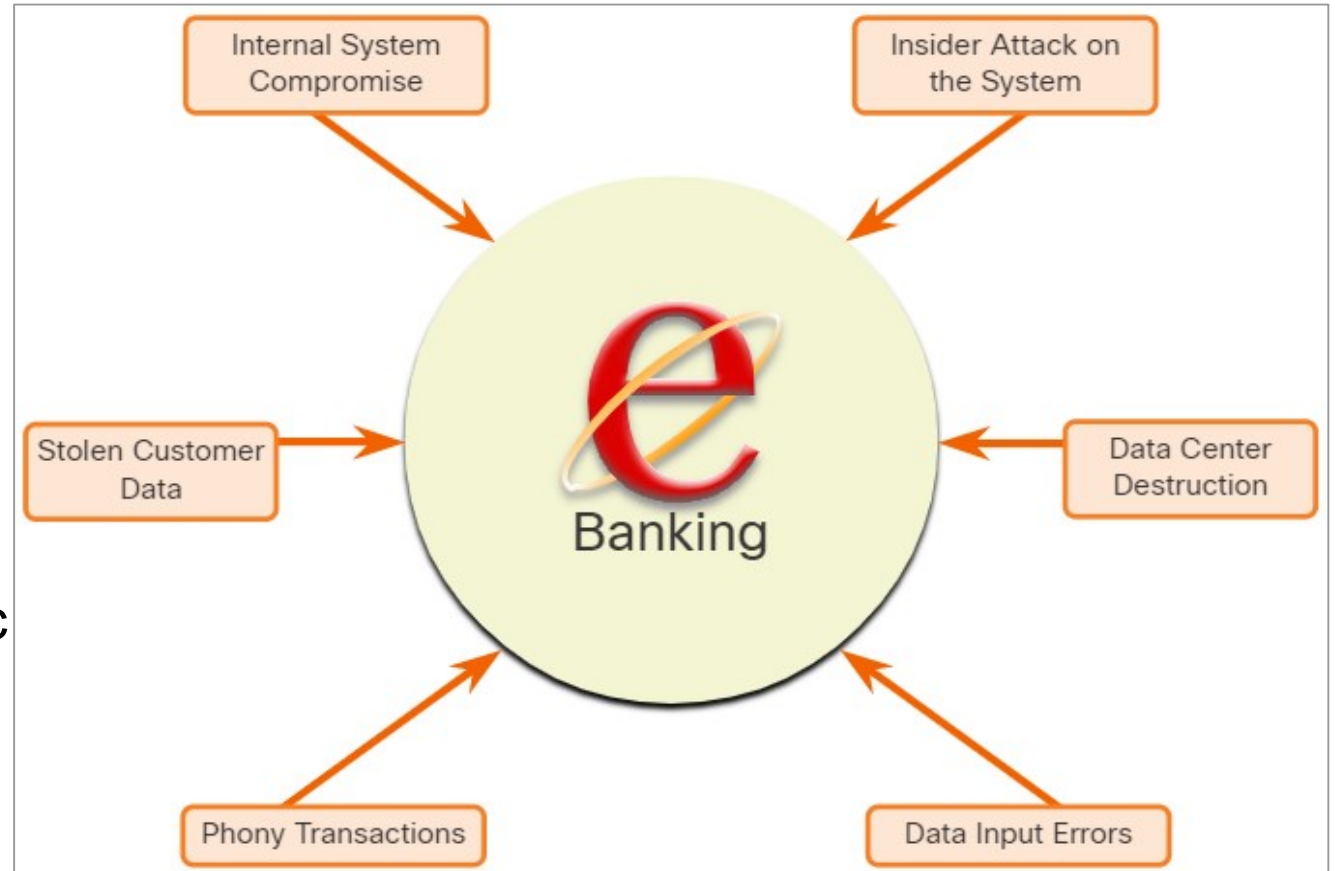 Internal System
Compromise
Insider Attack on
the System
Stolen Customer
Data
Data Center
Destruction
e
Banking
c
Phony Transactions
Data Input Errors